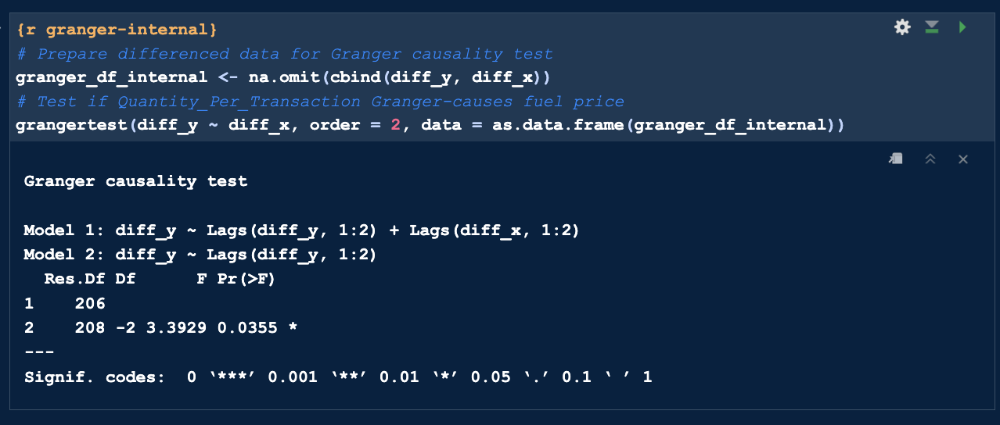 {r granger-internal}
# Prepare differenced data for Granger causality test
granger_df_internal <- na.omit(cbind(diff_y, diff_x))
# Test if Quantity_Per_Transaction Granger-causes fuel price
grangertest(diff_y ~ diff_x, order = 2, data = as.data.frame(granger_df_internal))
Granger causality test
Model 1: diff_y ~ Lags(diff_y, 1:2) + Lags(diff_x, 1:2)
Model 2: diff_y ~ Lags(diff_y, 1:2)
  Res.Df Df      F Pr(>F)
1    206
2    208 -2 3.3929 0.0355 *
---
Signif. codes:  0 ‘***’ 0.001 ‘**’ 0.01 ‘*’ 0.05 ‘.’ 0.1 ‘ ’ 1